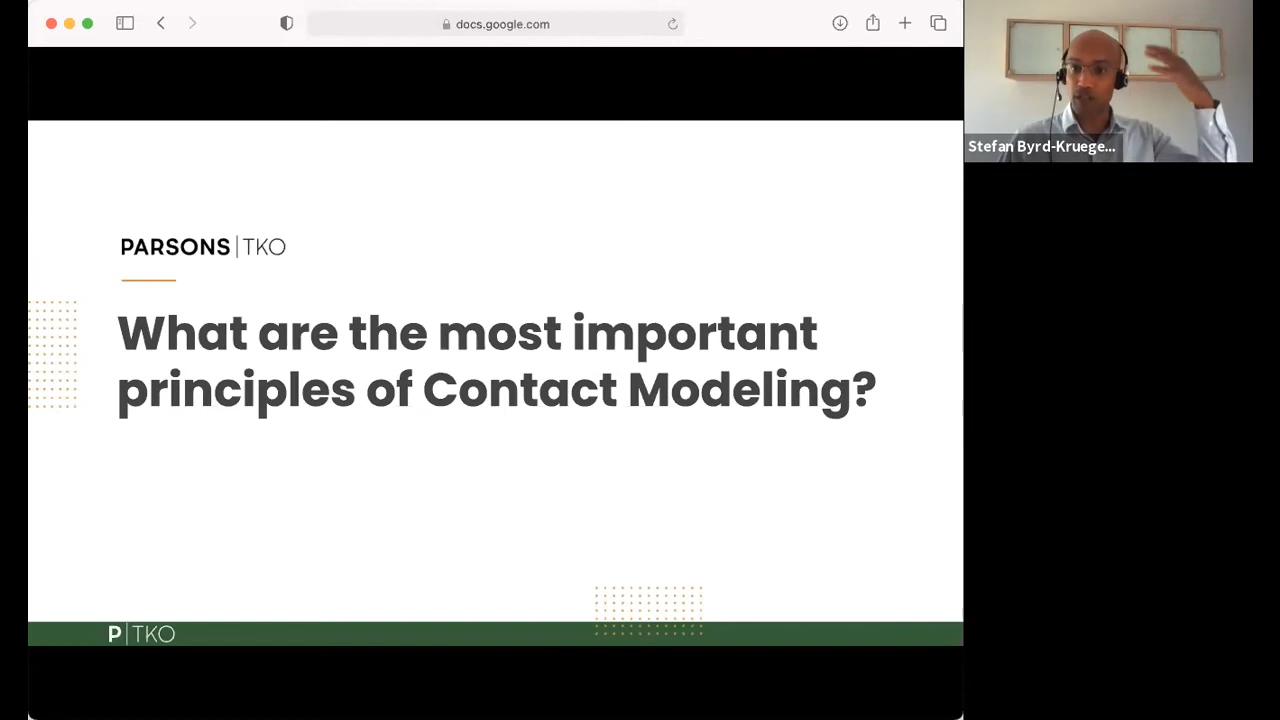 docs.google.com
Stefan Byrd-Kruege...
PARSONS|TKO
What are the most important
principles of Contact Modeling?
P|TKO